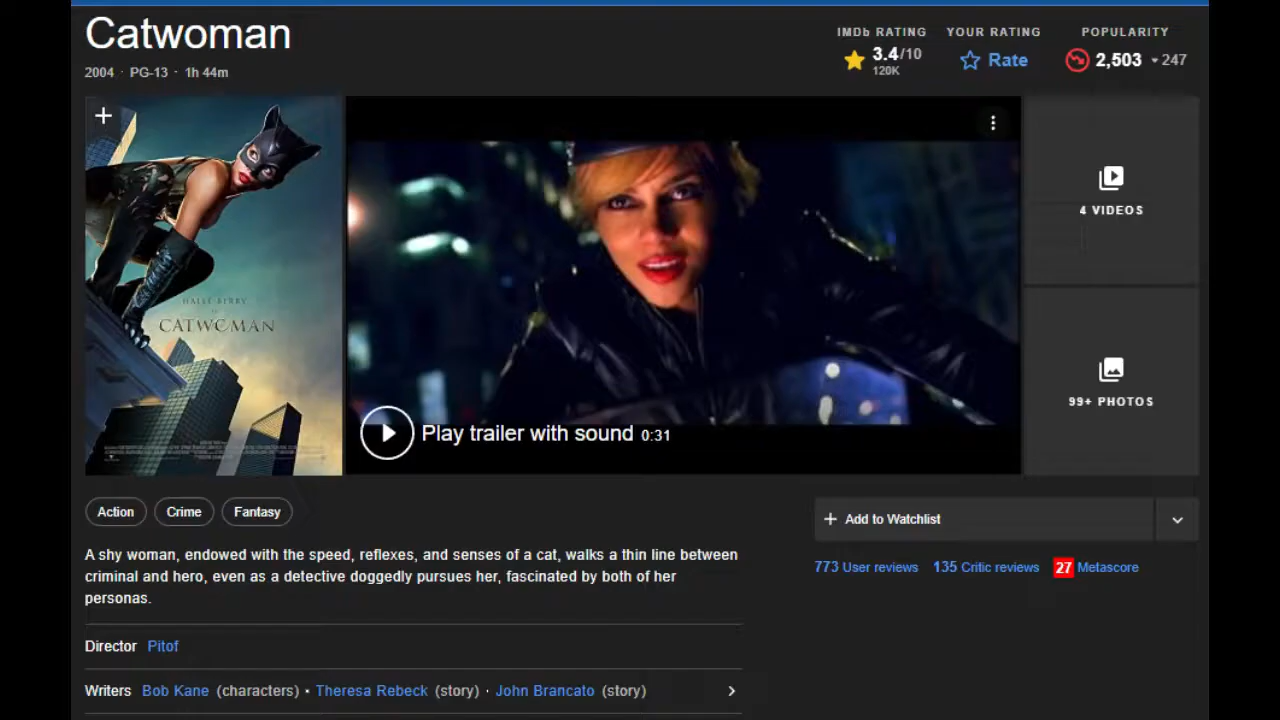 Catwoman
2004 · PG-13 · 1h 44m
IMDb RATING
3.4/10
120K
YOUR RATING
Rate
POPULARITY
2,503
247
HALLE BERRY
CATWOMAN
Play trailer with sound 0:31
4 VIDEOS
99+ PHOTOS
Action
Crime
Fantasy
A shy woman, endowed with the speed, reflexes, and senses of a cat, walks a thin line between
criminal and hero, even as a detective doggedly pursues her, fascinated by both of her
personas.
+ Add to Watchlist
773 User reviews 135 Critic reviews 27 Metascore
Director Pitof
Writers Bob Kane (characters) · Theresa Rebeck (story) · John Brancato (story)